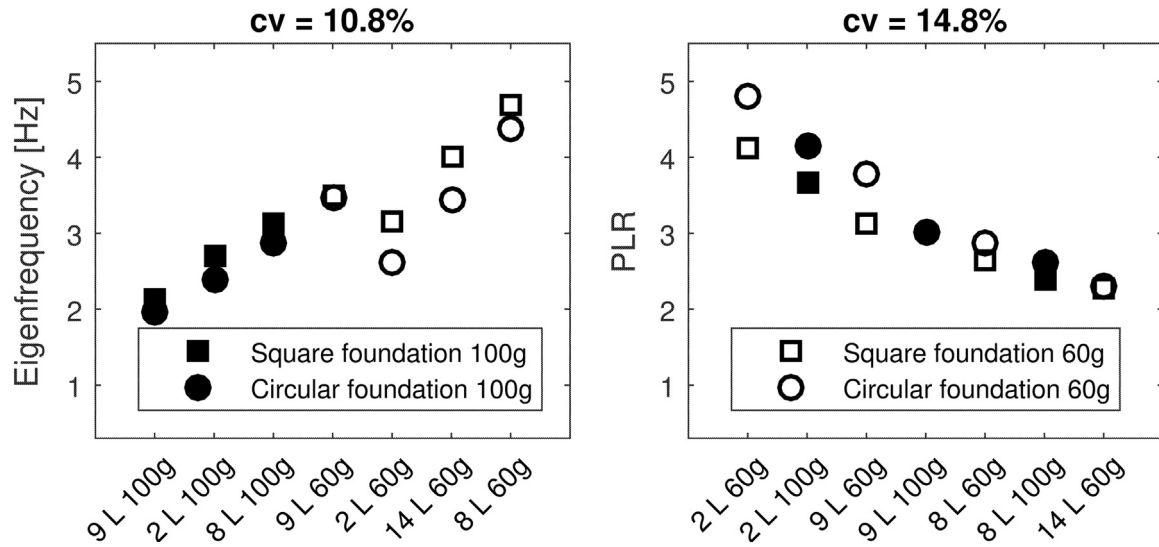 cv = 10.8%
Eigenfrequency [Hz]
5
4
3
2
1
Square foundation 100g
Circular foundation 100g
9 L 100g
2 L 100g
8 L 100g
9 L 60g
2 L 60g
14 L 60g
8 L 60g
cv = 14.8%
PLR
5
4
3
2
1
Square foundation 60g
Circular foundation 60g
2 L 60g
2 L 100g
9 L 60g
9 L 100g
8 L 60g
8 L 100g
14 L 60g